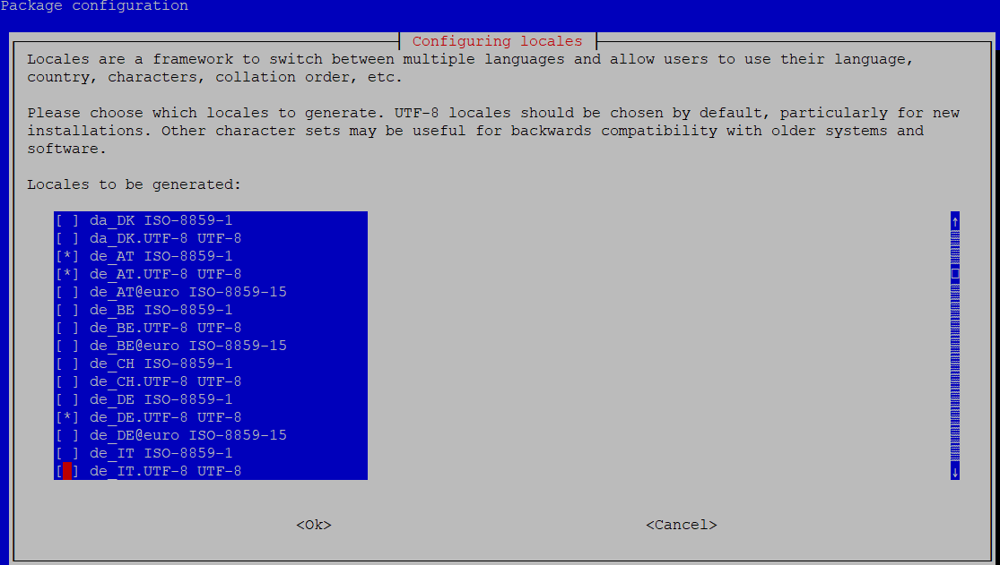 Package configuration
Configuring locales
Locales are a framework to switch between multiple languages and allow users to use their language,
country, characters, collation order, etc.
Please choose which locales to generate. UTF-8 locales should be chosen by default, particularly for new
installations. Other character sets may be useful for backwards compatibility with older systems and
software.
Locales to be generated:
[ ] da_DK ISO-8859-1
[ ] da_DK.UTF-8 UTF-8
[*] de_AT ISO-8859-1
[*] de_AT.UTF-8 UTF-8
[ ] de_AT@euro ISO-8859-15
[ ] de_BE ISO-8859-1
[ ] de_BE.UTF-8 UTF-8
[ ] de_BE@euro ISO-8859-15
[ ] de_CH ISO-8859-1
[ ] de_CH.UTF-8 UTF-8
[ ] de_DE ISO-8859-1
[*] de_DE.UTF-8 UTF-8
[ ] de_DE@euro ISO-8859-15
[ ] de_IT ISO-8859-1
[ ] de_IT.UTF-8 UTF-8
<Ok> <Cancel>